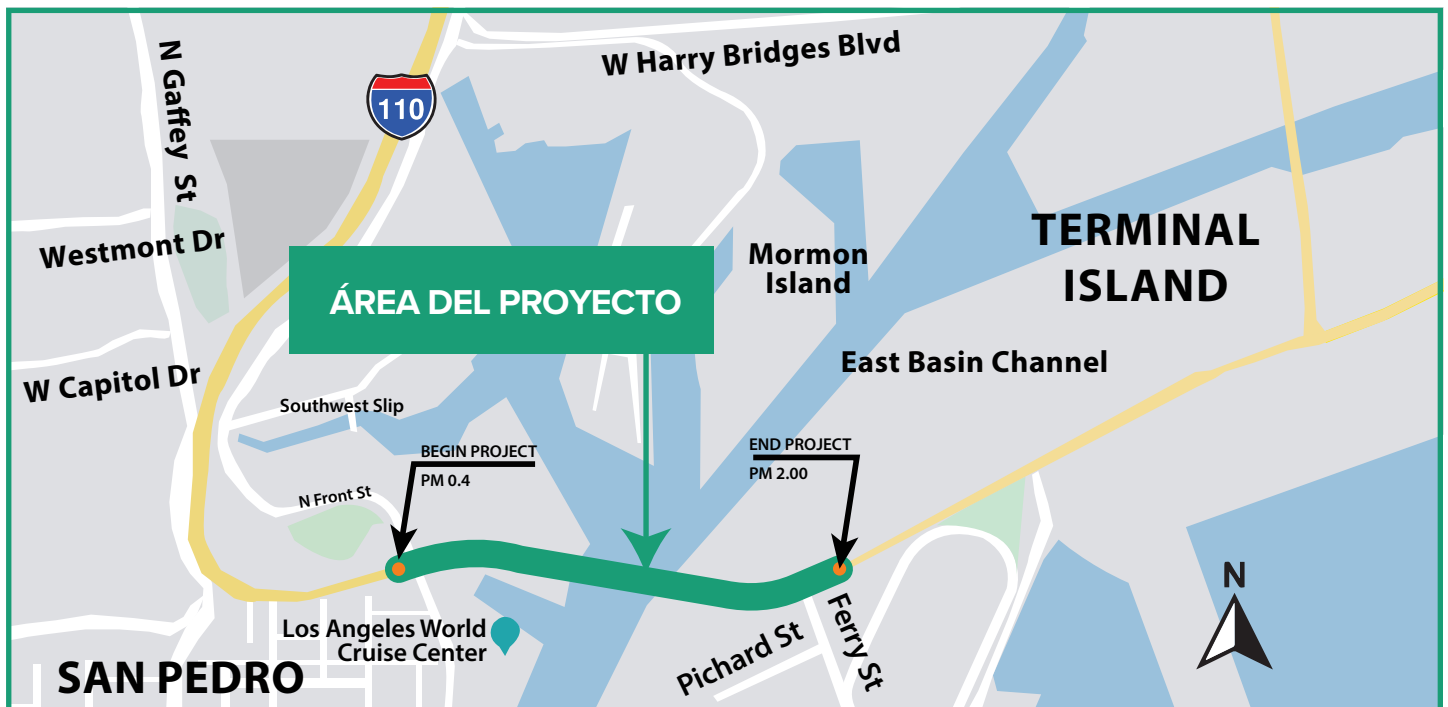 N Gaffey St
110
W Harry Bridges Blvd
Westmont Dr
TERMINAL
ISLAND
Mormon
Island
ÁREA DEL PROYECTO
W Capitol Dr
East Basin Channel
Southwest Slip
BEGIN PROJECT
PM 0.4
END PROJECT
PM 2.00
N Front St
N
Los Angeles World
Cruise Center
Pichard St
Ferry St
SAN PEDRO